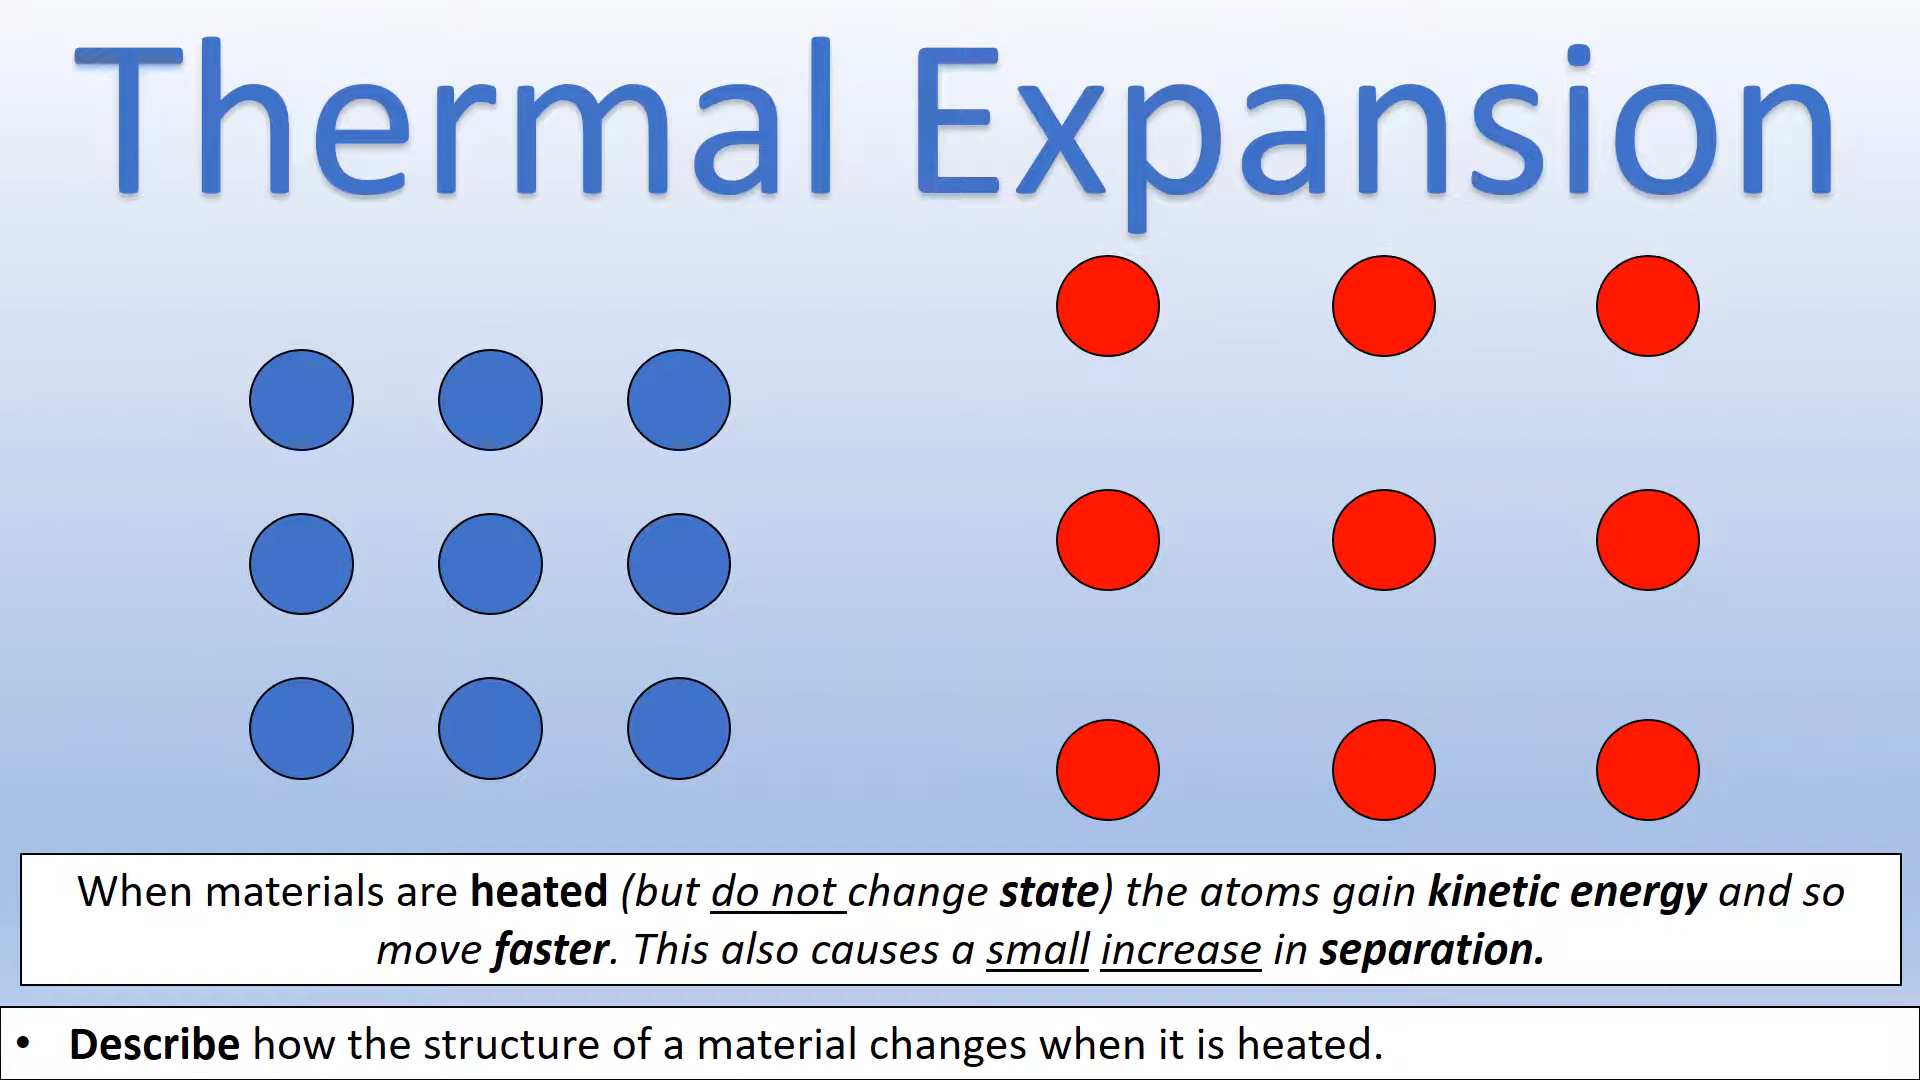 Thermal Expansion
When materials are heated (but do not change state) the atoms gain kinetic energy and so
move faster. This also causes a small increase in separation.
• Describe how the structure of a material changes when it is heated.